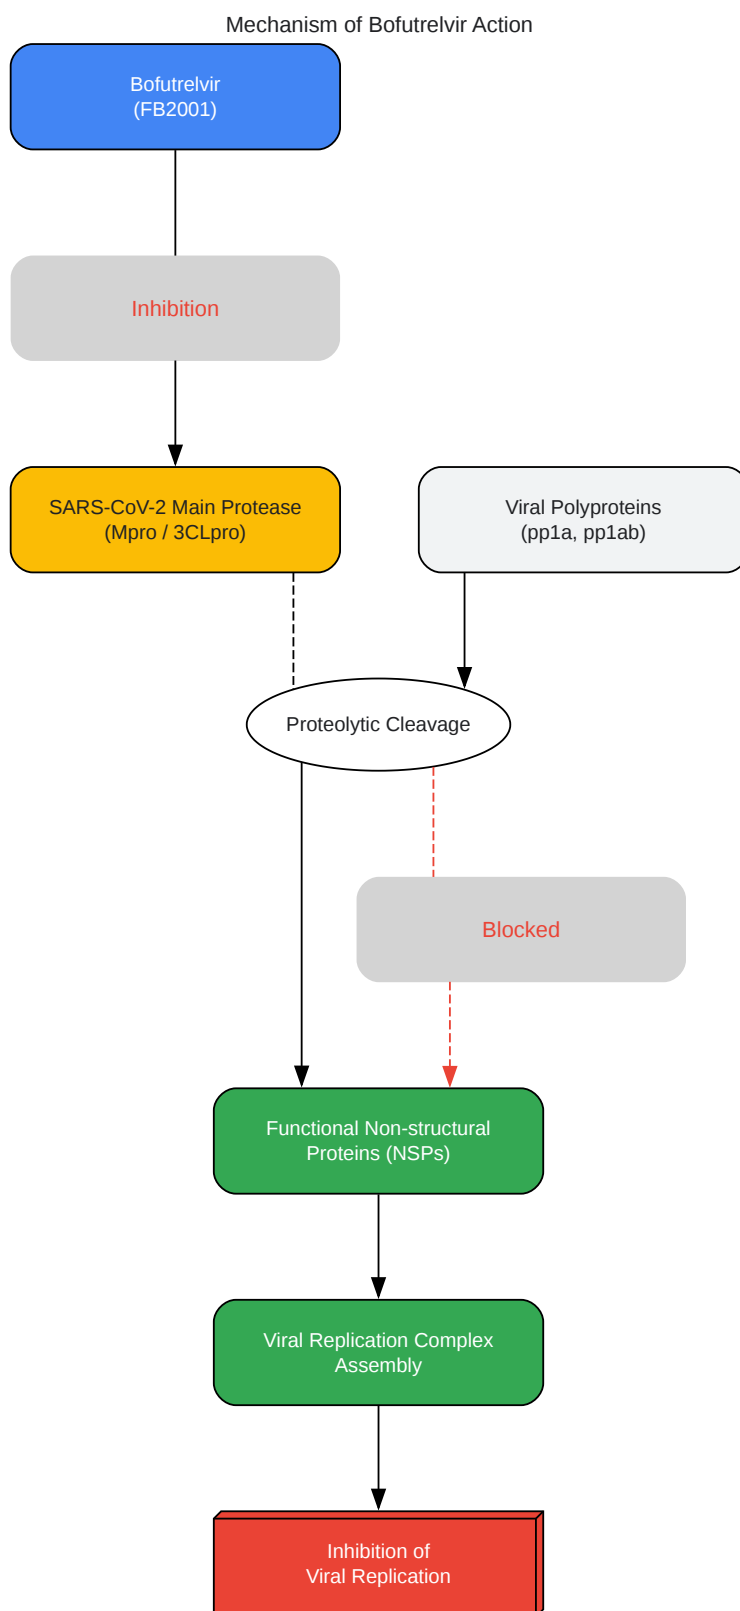 Mechanism of Bofutrelvir Action
Bofutrelvir
(FB2001)
Inhibition
SARS-CoV-2 Main Protease
(Mpro / 3CLpro)
Viral Polyproteins
(pp1a, pp1ab)
Proteolytic Cleavage
Blocked
Functional Non-structural
Proteins (NSPs)
Viral Replication Complex
Assembly
Inhibition of
Viral Replication